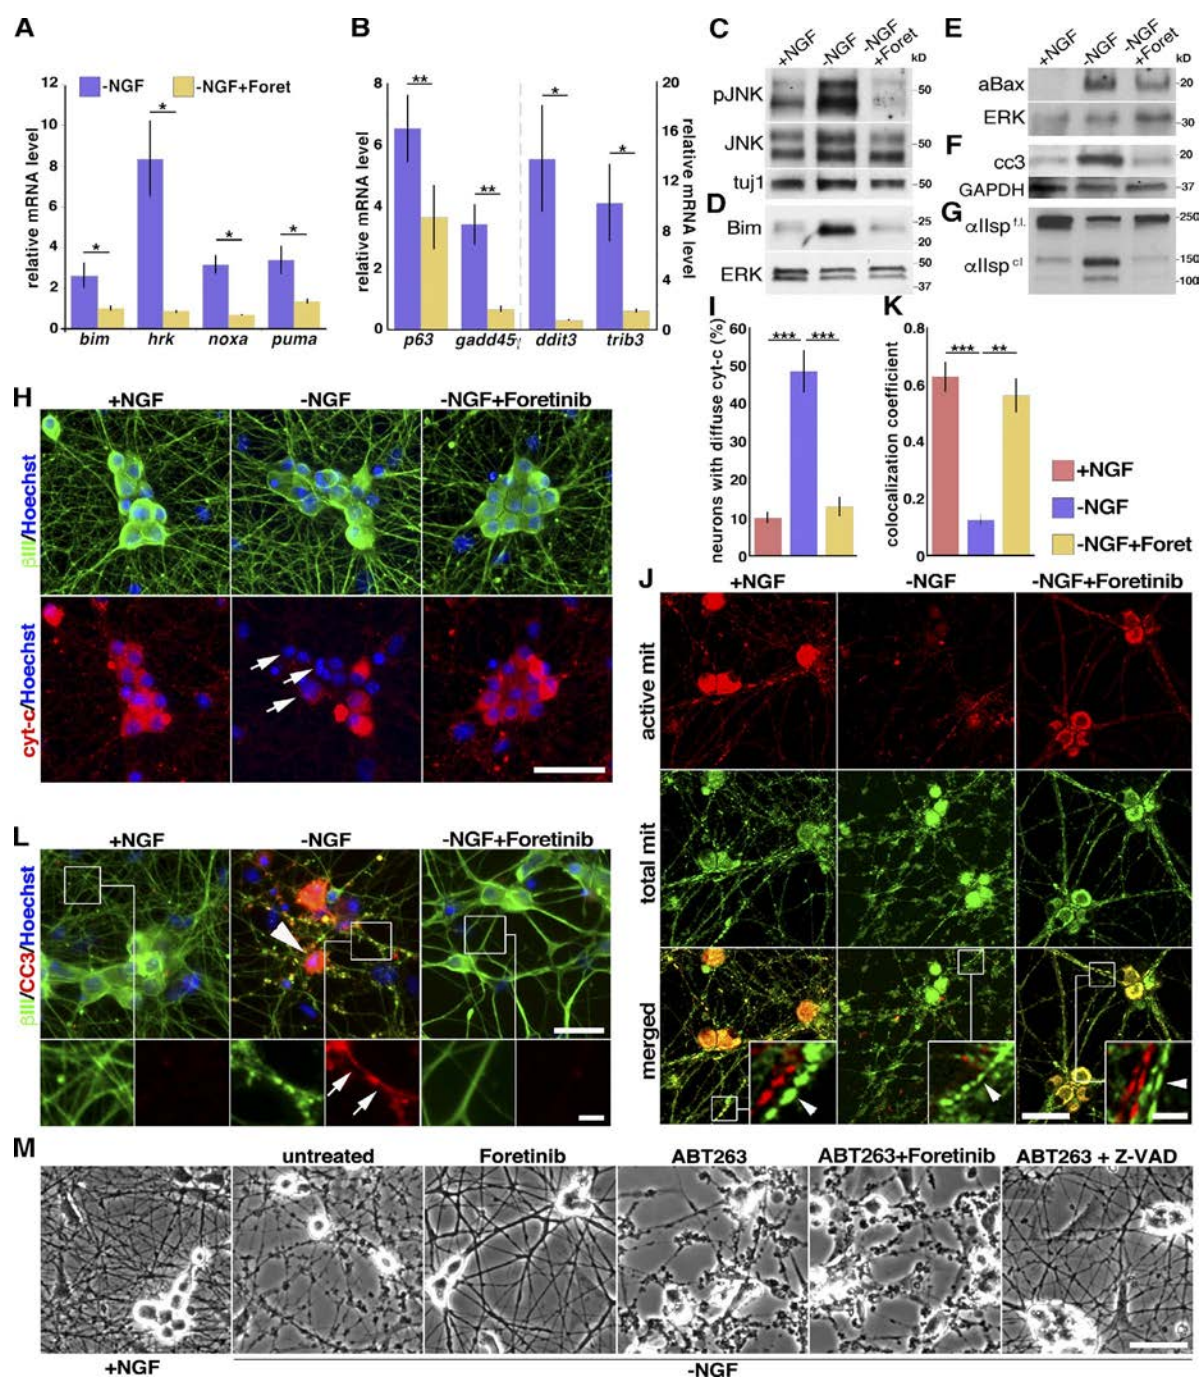 A
-NGF
-NGF+Foret
relative mRNA level
12
10
8
6
4
2
0
*
*
*
*
bim
hrk
noxa
puma
B
relative mRNA level
8
6
4
2
0
**
**
*
*
20
16
12
8
4
0
relative mRNA level
p63
gadd45γ
ddit3
trib3
C
+NGF
-NGF
-NGF +Foret
kD
pJNK
50
JNK
50
tuj1
50
D
Bim
25
20
ERK
50
37
E
+NGF
-NGF
-NGF +Foret
kD
aBax
20
ERK
30
F
cc3
20
GAPDH
37
G
αIIsp f.l.
250
αIIsp cl
150
100
H
+NGF
-NGF
-NGF+Foretinib
βIII/Hoechst
cyt-c/Hoechst
I
neurons with diffuse cyt-c (%)
60
50
40
30
20
10
0
***
***
K
colocalization coefficient
0.8
0.6
0.4
0.2
0
***
**
+NGF
-NGF
-NGF+Foret
J
+NGF
-NGF
-NGF+Foretinib
active mit
total mit
merged
L
+NGF
-NGF
-NGF+Foretinib
βIII/CC3/Hoechst
M
untreated
Foretinib
ABT263
ABT263+Foretinib
ABT263 + Z-VAD
+NGF
-NGF